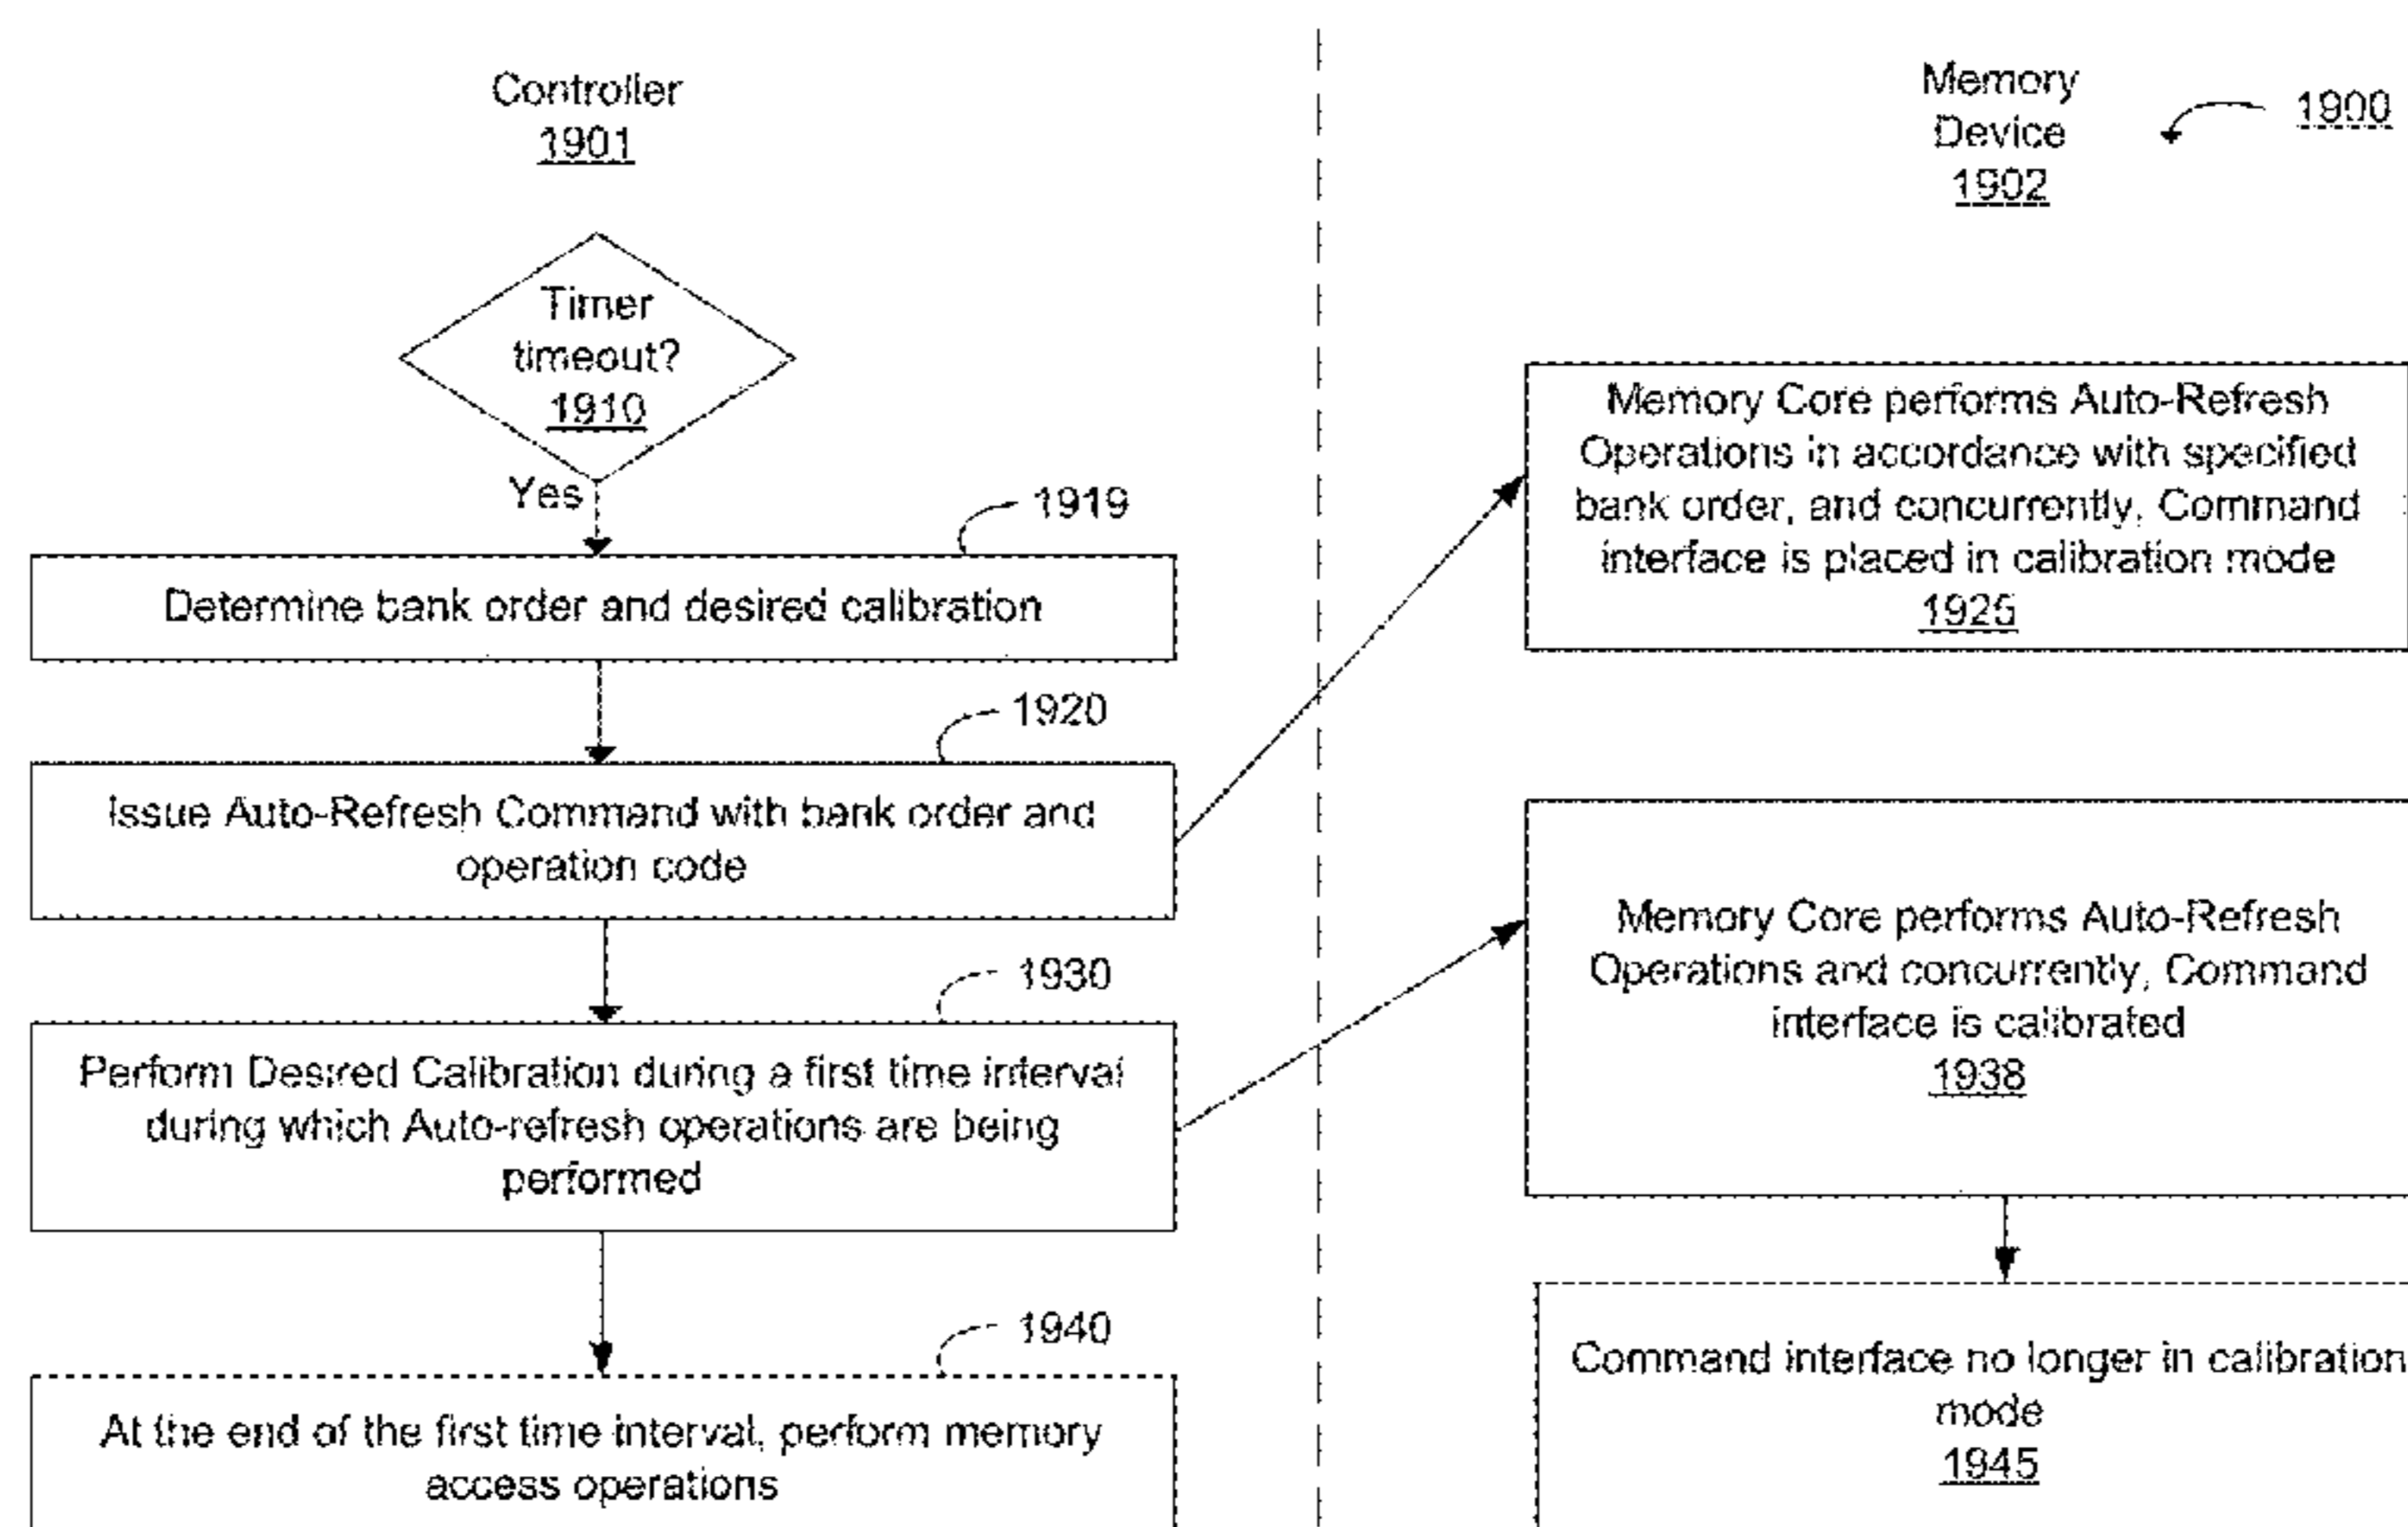 Controller
1901
Memory
Device
1902
1900
Timer
timeout?
1910
Yes
1919
Determine bank order and desired calibration
1920
Issue Auto-Refresh Command with bank order and
operation code
1930
Perform Desired Calibration during a first time interval
during which Auto-refresh operations are being
performed
1940
At the end of the first time interval, perform memory
access operations
Memory Core performs Auto-Refresh
Operations in accordance with specified
bank order, and concurrently, Command
interface is placed in calibration mode
1925
Memory Core performs Auto-Refresh
Operations and concurrently, Command
interface is calibrated
1938
Command interface no longer in calibration
mode
1945